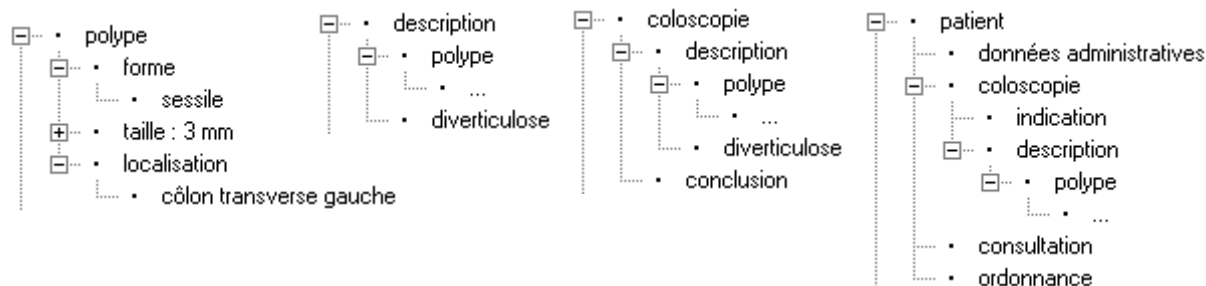 polype
forme
sessile
taille : 3 mm
localisation
côlon transverse gauche
description
polype
...
diverticulose
coloscopie
description
polype
...
diverticulose
conclusion
patient
données administratives
coloscopie
indication
description
polype
...
consultation
ordonnance